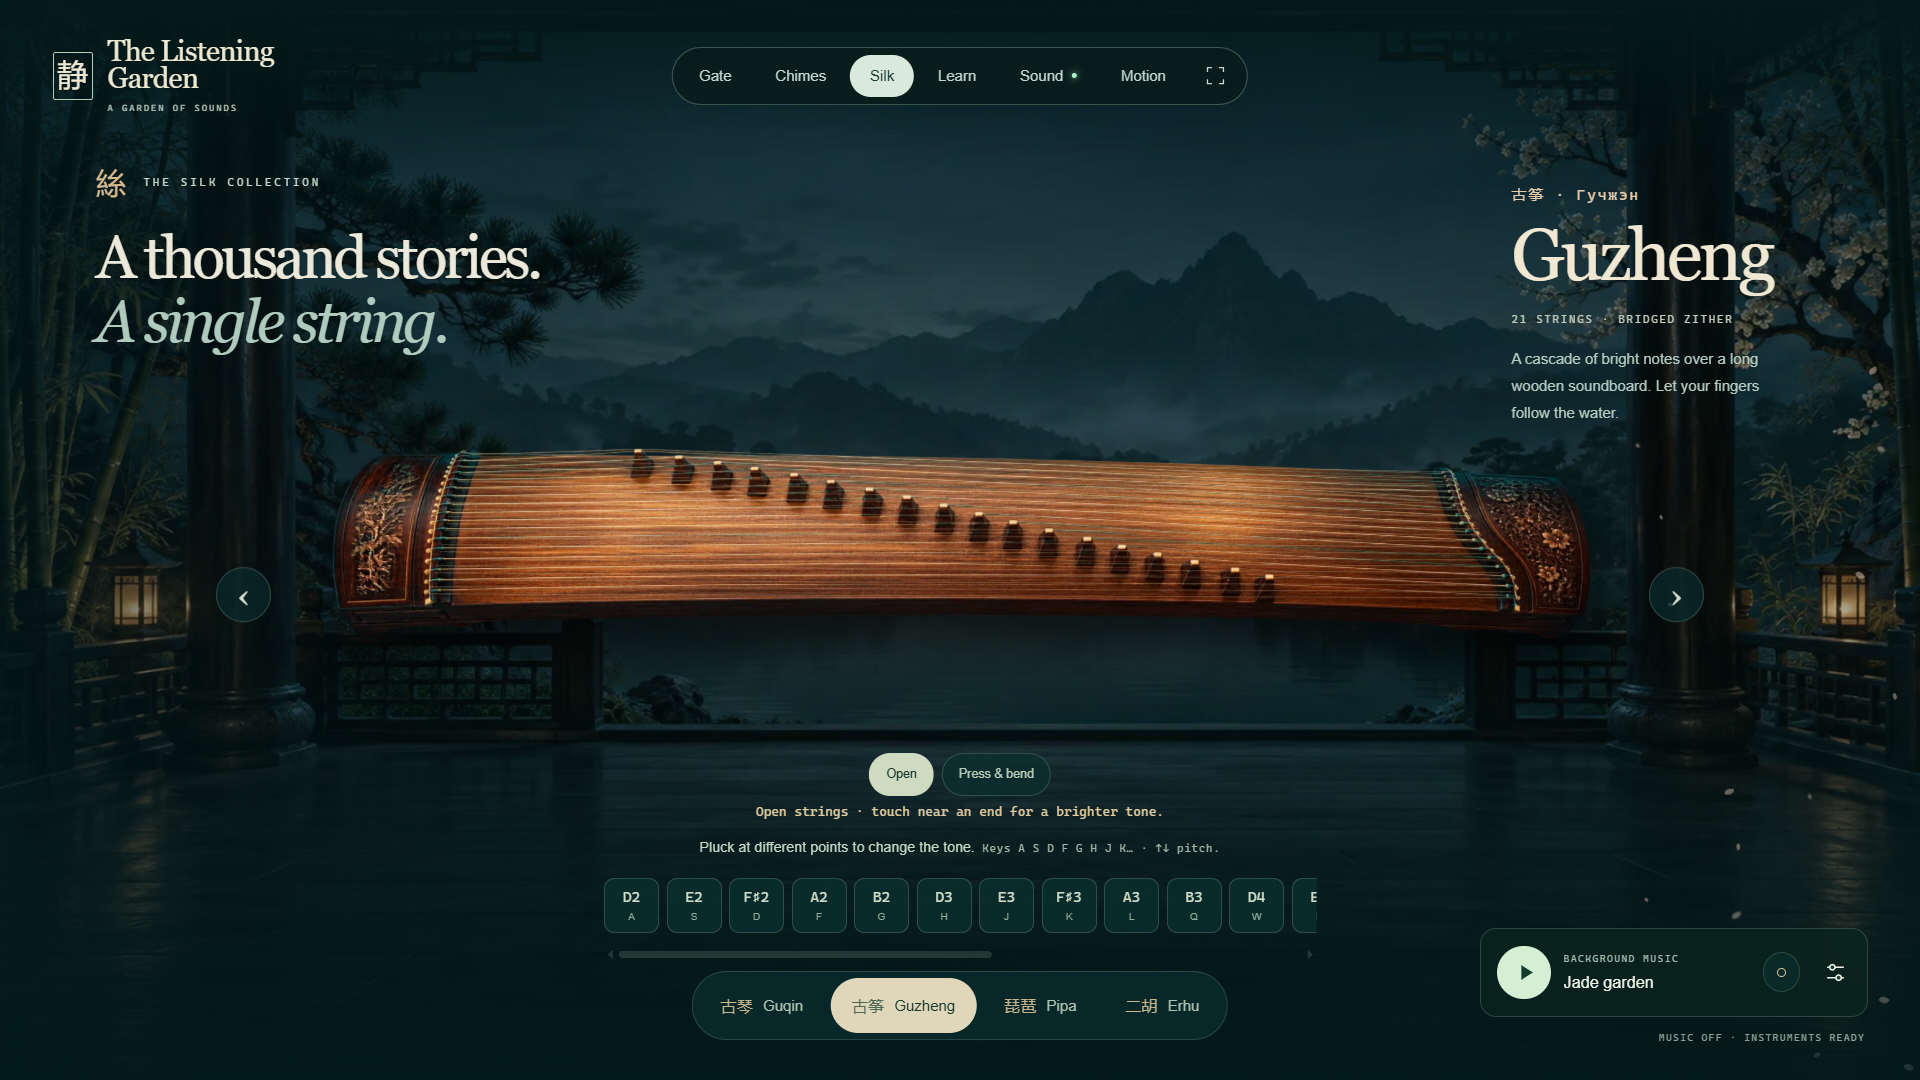 静
The Listening
Garden
A GARDEN OF SOUNDS
Gate Chimes Silk Learn Sound Motion
絲 THE SILK COLLECTION
A thousand stories.
A single string.
古筝 · Гучжэн
Guzheng
21 STRINGS · BRIDGED ZITHER
A cascade of bright notes over a long
wooden soundboard. Let your fingers
follow the water.
Open Press & bend
Open strings · touch near an end for a brighter tone.
Pluck at different points to change the tone. Keys A S D F G H J K… · ↑↓ pitch.
D2 E2 F♯2 A2 B2 D3 E3 F♯3 A3 B3 D4
A S D F G H J K L Q W
古琴 Guqin 古筝 Guzheng 琵琶 Pipa 二胡 Erhu
BACKGROUND MUSIC
Jade garden
MUSIC OFF · INSTRUMENTS READY